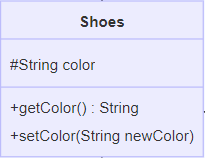 Shoes
#String color
+getColor() : String
+setColor(String newColor)